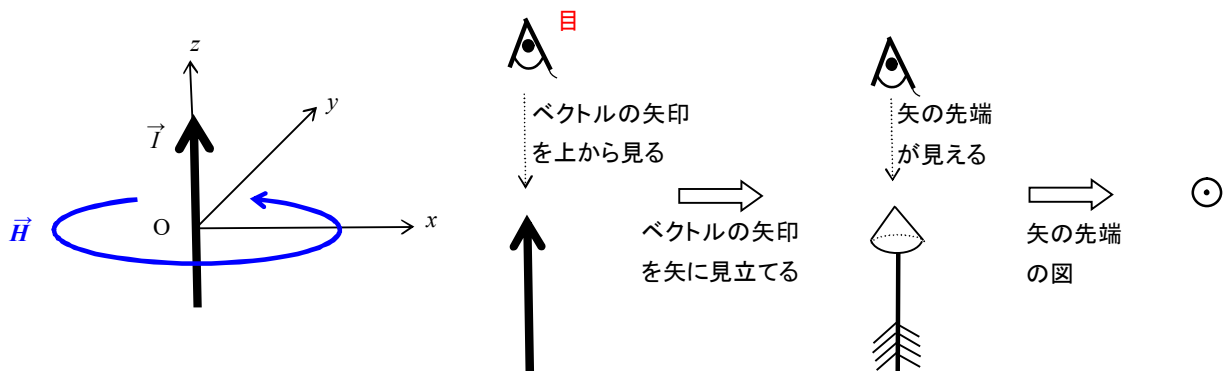 z
y
I
O
x
H
目
ベクトルの矢印
を上から見る
ベクトルの矢印
を矢に見立てる
矢の先端
が見える
矢の先端
の図